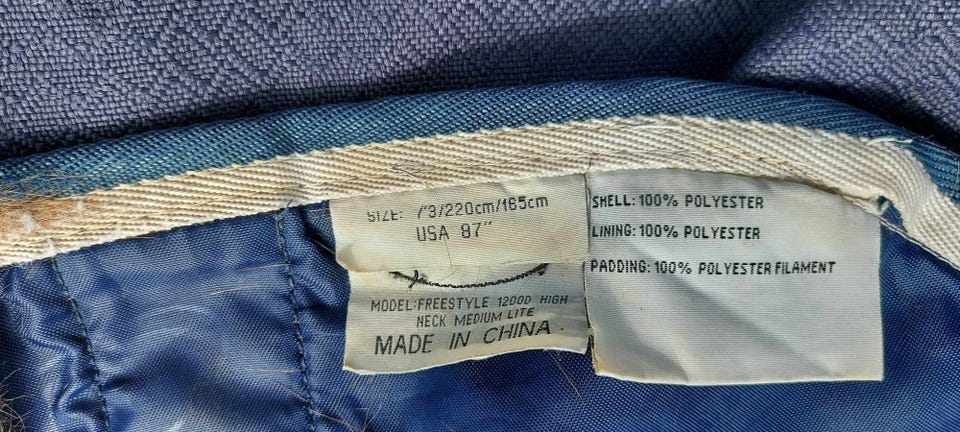 SIZE: 7'3/220cm/165cm
USA 87"
MODEL:FREESTYLE 1200D HIGH
NECK MEDIUM LITE
MADE IN CHINA
SHELL:100% POLYESTER
LINING:100% POLYESTER
PADDING:100% POLYESTER FILAMENT